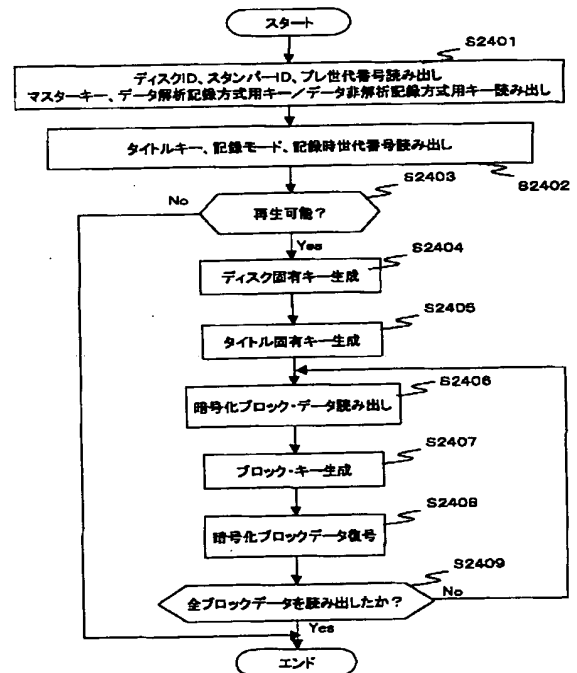 スタート
S2401
ディスクID、スタンパーID、プレ世代番号読み出し
マスターキー、データ解析記録方式用キー／データ非解析記録方式用キー読み出し
タイトルキー、記録モード、記録時世代番号読み出し
S2402
S2403
No
再生可能？
Yes
S2404
ディスク固有キー生成
S2405
タイトル固有キー生成
S2406
暗号化ブロック・データ読み出し
S2407
ブロック・キー生成
S2408
暗号化ブロックデータ復号
S2409
全ブロックデータを読み出したか？
No
Yes
エンド